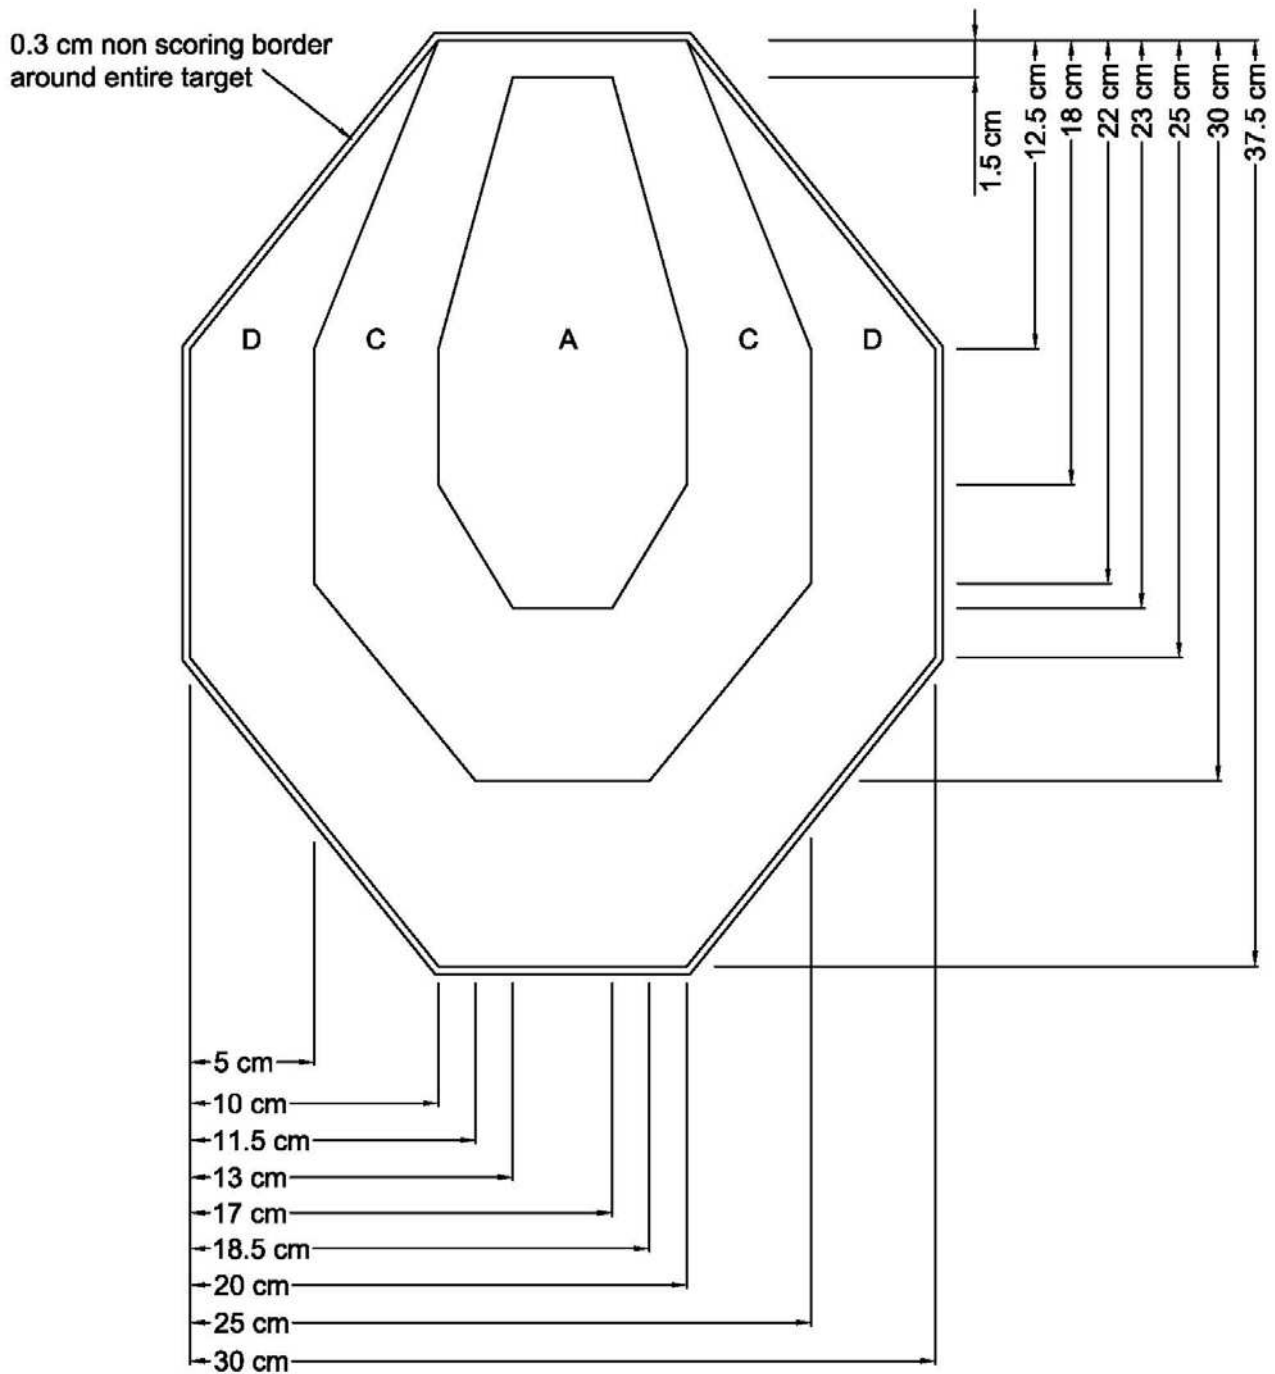 0.3 cm non scoring border
around entire target
1.5 cm
12.5 cm
18 cm
22 cm
23 cm
25 cm
30 cm
37.5 cm
D
C
A
C
D
5 cm
10 cm
11.5 cm
13 cm
17 cm
18.5 cm
20 cm
25 cm
30 cm